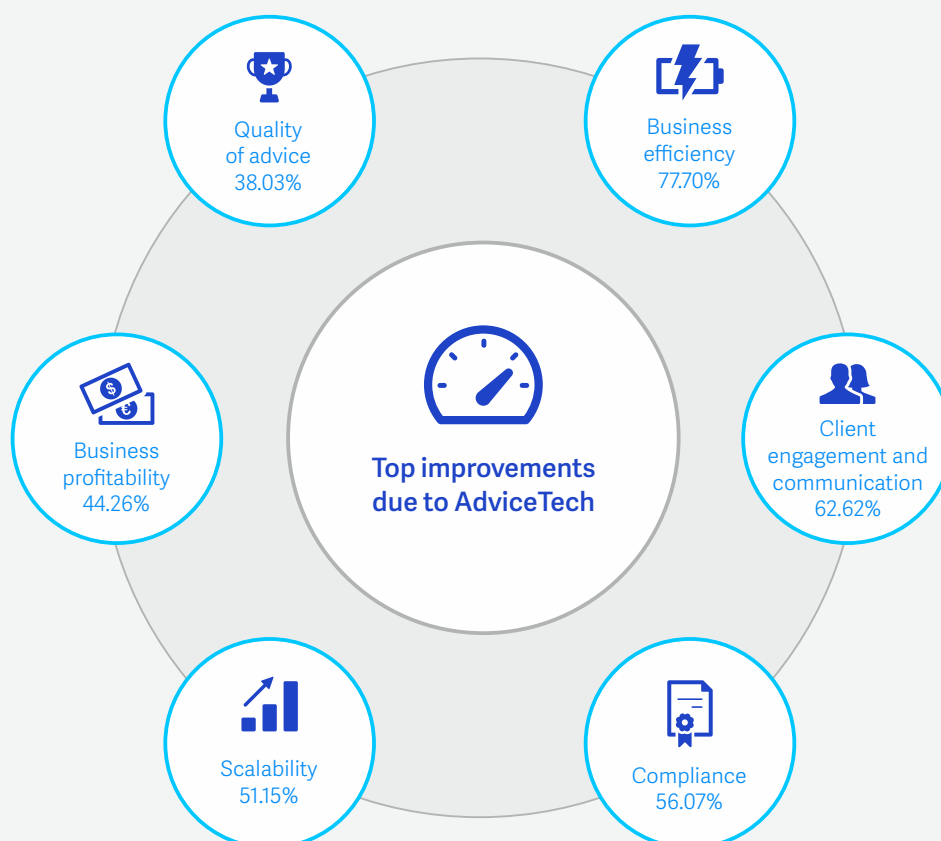 Quality
of advice
38.03%
Business
efficiency
77.70%
$
€
Business
profitability
44.26%
Top improvements
due to AdviceTech
Client
engagement and
communication
62.62%
Scalability
51.15%
Compliance
56.07%